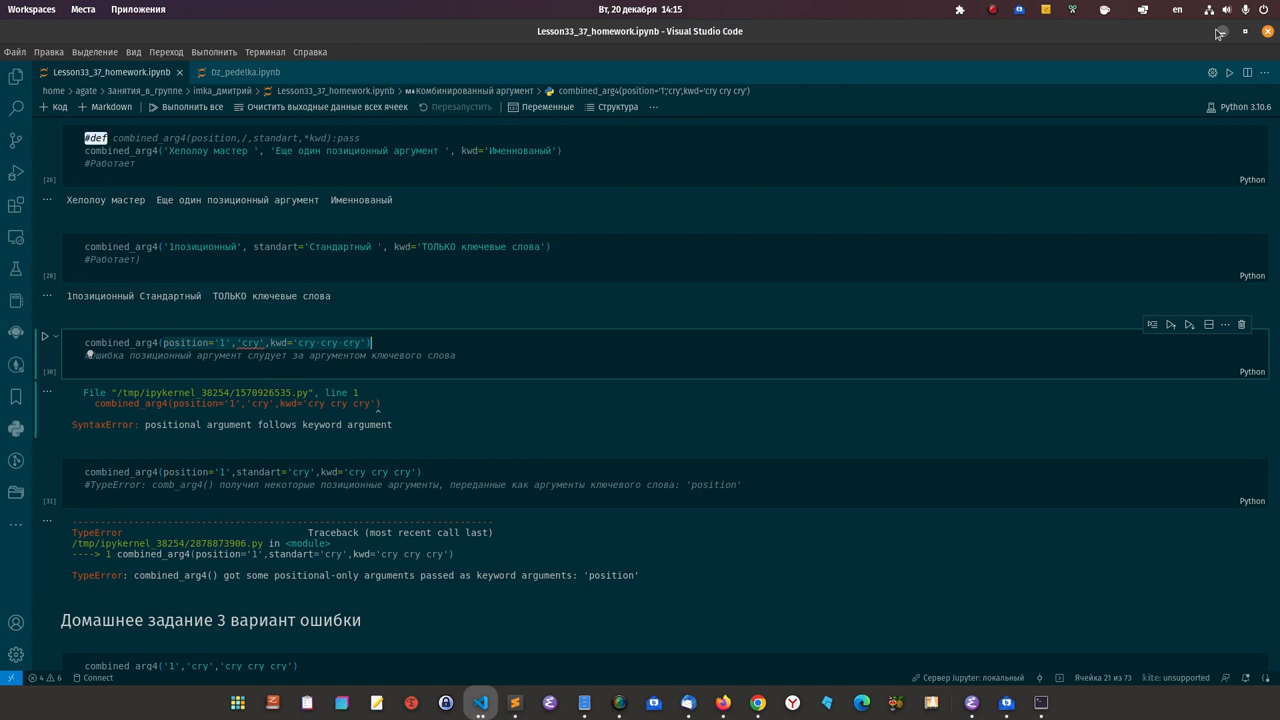 Workspaces Места Приложения Вт, 20 декабря 14:15 en
Lesson33_37_homework.ipynb - Visual Studio Code
Файл Правка Выделение Вид Переход Выполнить Терминал Справка
Lesson33_37_homework.ipynb Dz_pedelka.ipynb
home > agate > Занятия_в_группе > imka_дмитрий > Lesson33_37_homework.ipynb > M↓Комбинированный аргумент > combined_arg4(position='1','cry',kwd='cry cry cry')
+ Код + Markdown Выполнить все Очистить выходные данные всех ячеек Перезапустить Переменные Структура ... Python 3.10.6
#def combined_arg4(position,/,standart,*kwd):pass
combined_arg4('Хелолоу мастер ', 'Еще один позиционный аргумент ', kwd='Именнованый')
#Работает
[26] Python
Хелолоу мастер  Еще один позиционный аргумент  Именнованый
combined_arg4('1позиционный', standart='Стандартный ', kwd='ТОЛЬКО ключевые слова')
#Работает)
[28] Python
1позиционный Стандартный  ТОЛЬКО ключевые слова
combined_arg4(position='1','cry',kwd='cry cry cry')
#Ошибка позиционный аргумент слудует за аргументом ключевого слова
[30] Python
File "/tmp/ipykernel_38254/1570926535.py", line 1
combined_arg4(position='1','cry',kwd='cry cry cry')
^
SyntaxError: positional argument follows keyword argument
combined_arg4(position='1',standart='cry',kwd='cry cry cry')
#TypeError: comb_arg4() получил некоторые позиционные аргументы, переданные как аргументы ключевого слова: 'position'
[31] Python
---------------------------------------------------------------------------
TypeError Traceback (most recent call last)
/tmp/ipykernel_38254/2878873906.py in <module>
----> 1 combined_arg4(position='1',standart='cry',kwd='cry cry cry')
TypeError: combined_arg4() got some positional-only arguments passed as keyword arguments: 'position'
Домашнее задание 3 вариант ошибки
combined_arg4('1','cry','cry cry cry')
4 6 Connect Сервер Jupyter: локальный Ячейка 21 из 73 kite: unsupported